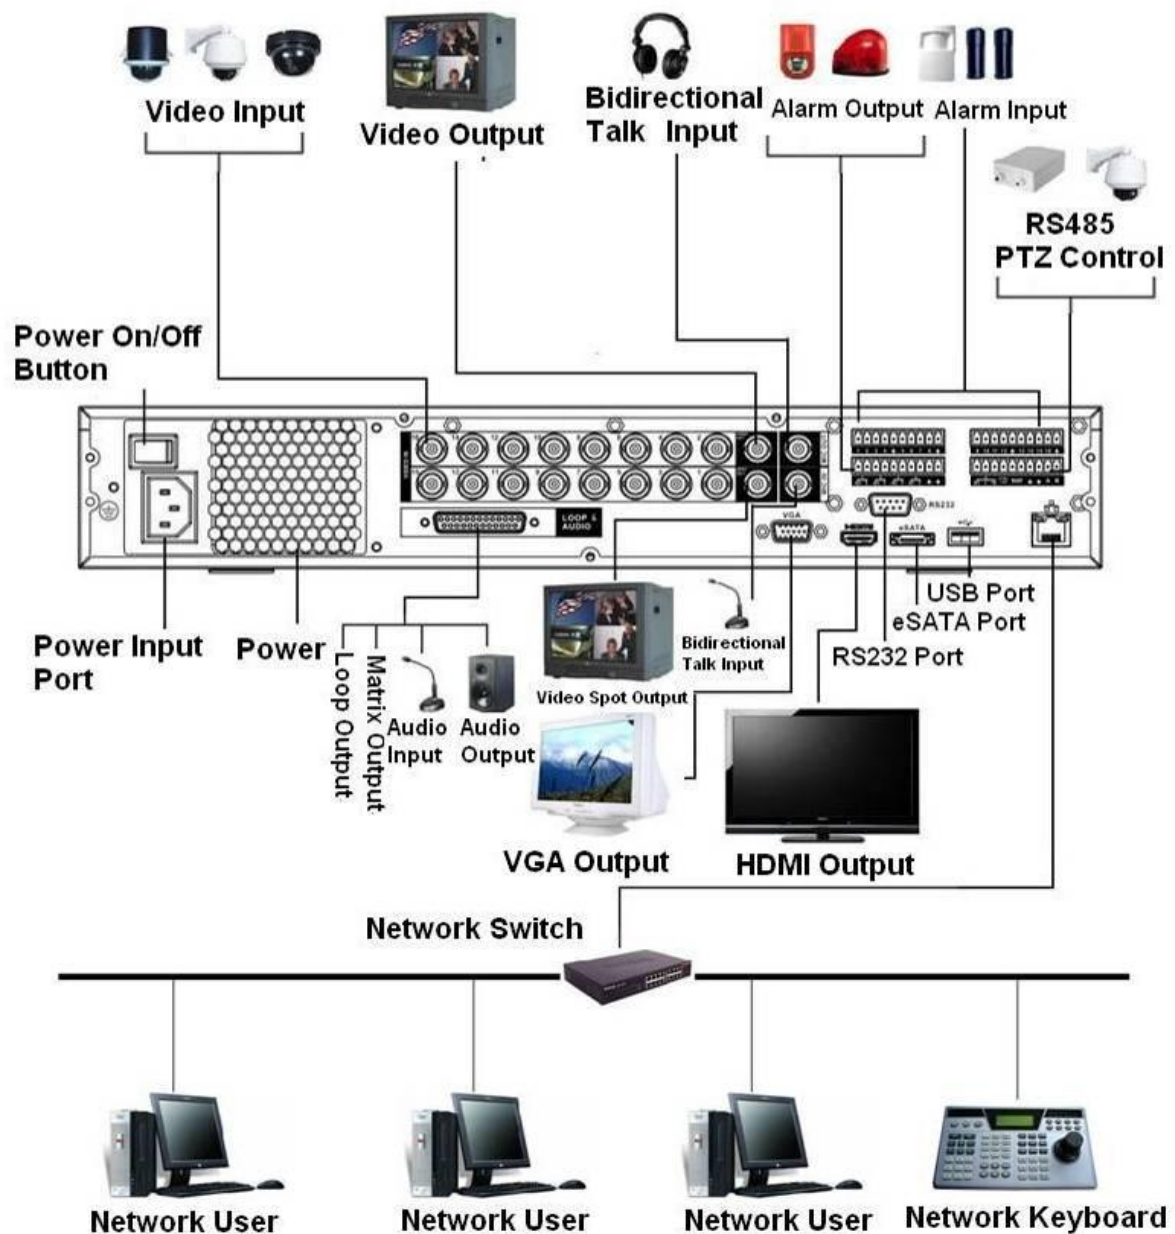 Video Input
Video Output
Bidirectional
Talk Input
Alarm Output
Alarm Input
RS485
PTZ Control
Power On/Off
Button
LOOP &
AUDIO
VGA
HDMI
RS232
eSATA
USB Port
eSATA Port
RS232 Port
Power Input
Port
Power
Loop Output
Matrix Output
Audio
Input
Audio
Output
Video Spot Output
Bidirectional
Talk Input
VGA Output
HDMI Output
Network Switch
Network User
Network User
Network User
Network Keyboard